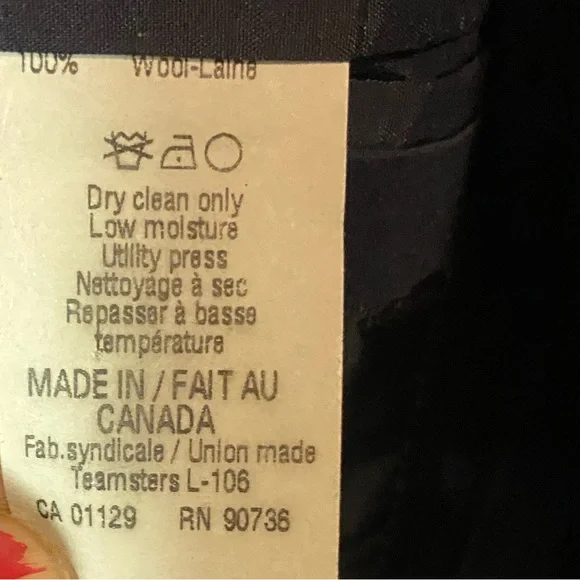 100% Wool-Laine
Dry clean only
Low moisture
Utility press
Nettoyage à sec
Repasser à basse
température
MADE IN / FAIT AU
CANADA
Fab.syndicale / Union made
Teamsters L-106
CA 01129 RN 90736